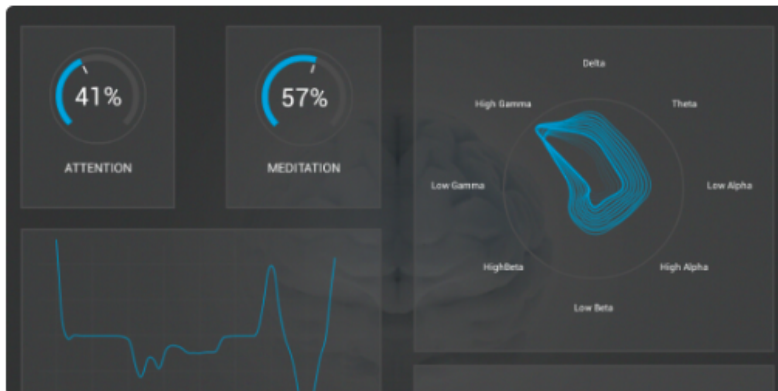 41%
ATTENTION
57%
MEDITATION
Delta
High Gamma
Theta
Low Gamma
Low Alpha
HighBeta
High Alpha
Low Beta